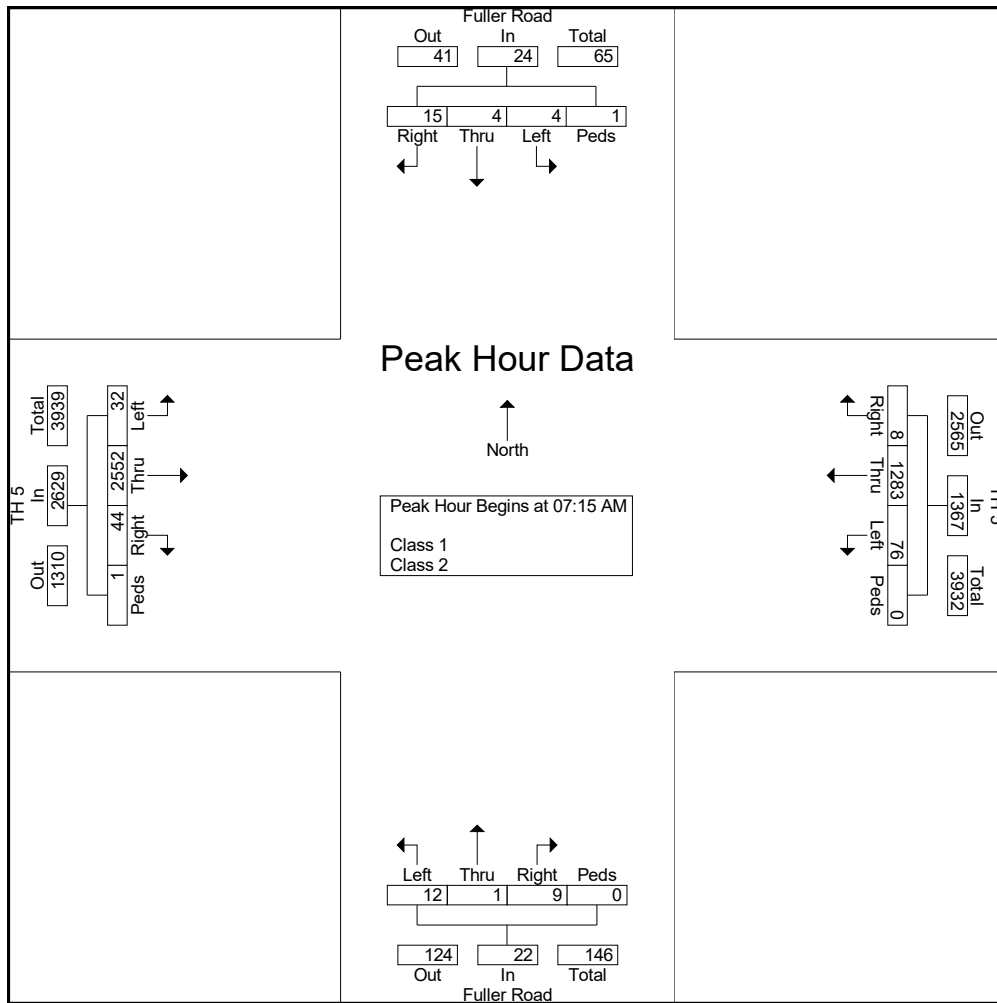 Fuller Road
Out In Total
41 24 65
15 4 4 1
Right Thru Left Peds
Peak Hour Data
North
Peak Hour Begins at 07:15 AM
Class 1
Class 2
TH 5
Total In Out
3939 2629 1310
32 2552 44 1
Left Thru Right Peds
Out In Total
2565 1367 3932
8 1283 76 0
Right Thru Left Peds
Left Thru Right Peds
12 1 9 0
124 22 146
Out In Total
Fuller Road